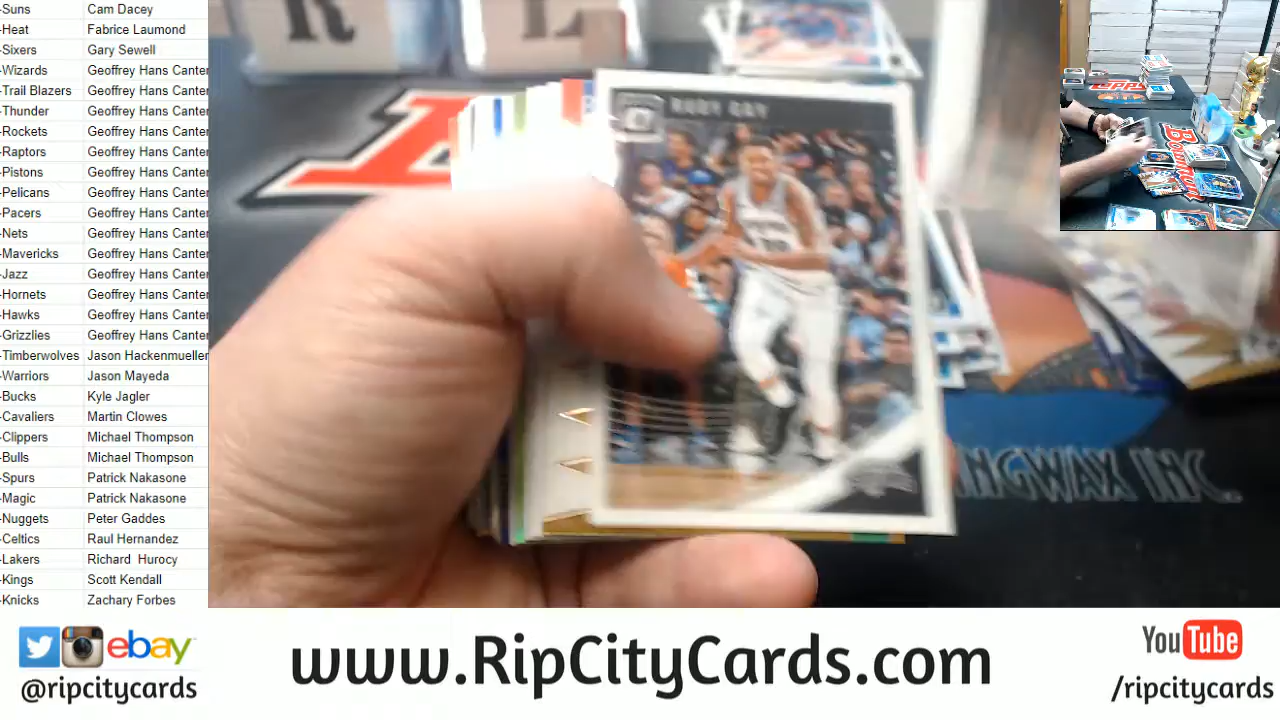 -Suns Cam Dacey
-Heat Fabrice Laumond
-Sixers Gary Sewell
-Wizards Geoffrey Hans Canter
-Trail Blazers Geoffrey Hans Canter
-Thunder Geoffrey Hans Canter
-Rockets Geoffrey Hans Canter
-Raptors Geoffrey Hans Canter
-Pistons Geoffrey Hans Canter
-Pelicans Geoffrey Hans Canter
-Pacers Geoffrey Hans Canter
-Nets Geoffrey Hans Canter
-Mavericks Geoffrey Hans Canter
-Jazz Geoffrey Hans Canter
-Hornets Geoffrey Hans Canter
-Hawks Geoffrey Hans Canter
-Grizzlies Geoffrey Hans Canter
-Timberwolves Jason Hackenmueller
-Warriors Jason Mayeda
-Bucks Kyle Jagler
-Cavaliers Martin Clowes
-Clippers Michael Thompson
-Bulls Michael Thompson
-Spurs Patrick Nakasone
-Magic Patrick Nakasone
-Nuggets Peter Gaddes
-Celtics Raul Hernandez
-Lakers Richard Hurocy
-Kings Scott Kendall
-Knicks Zachary Forbes
R L
RUDY GAY
INGWAX INC.
ebay
@ripcitycards
www.RipCityCards.com
YouTube
/ripcitycards